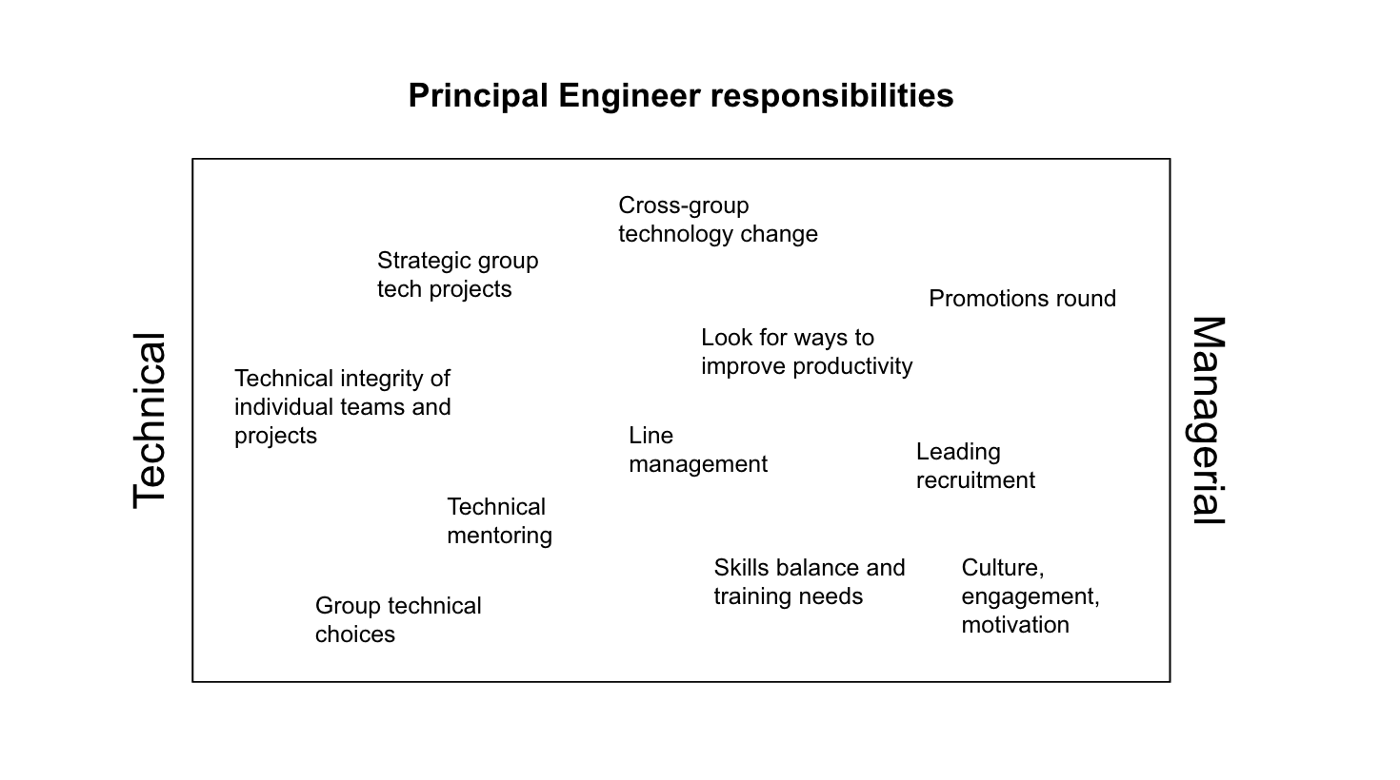 Principal Engineer responsibilities
Cross-group
technology change
Strategic group
tech projects
Promotions round
Look for ways to
improve productivity
Technical
Technical integrity of
individual teams and
projects
Managerial
Line
management
Leading
recruitment
Technical
mentoring
Skills balance and
training needs
Culture,
engagement,
motivation
Group technical
choices